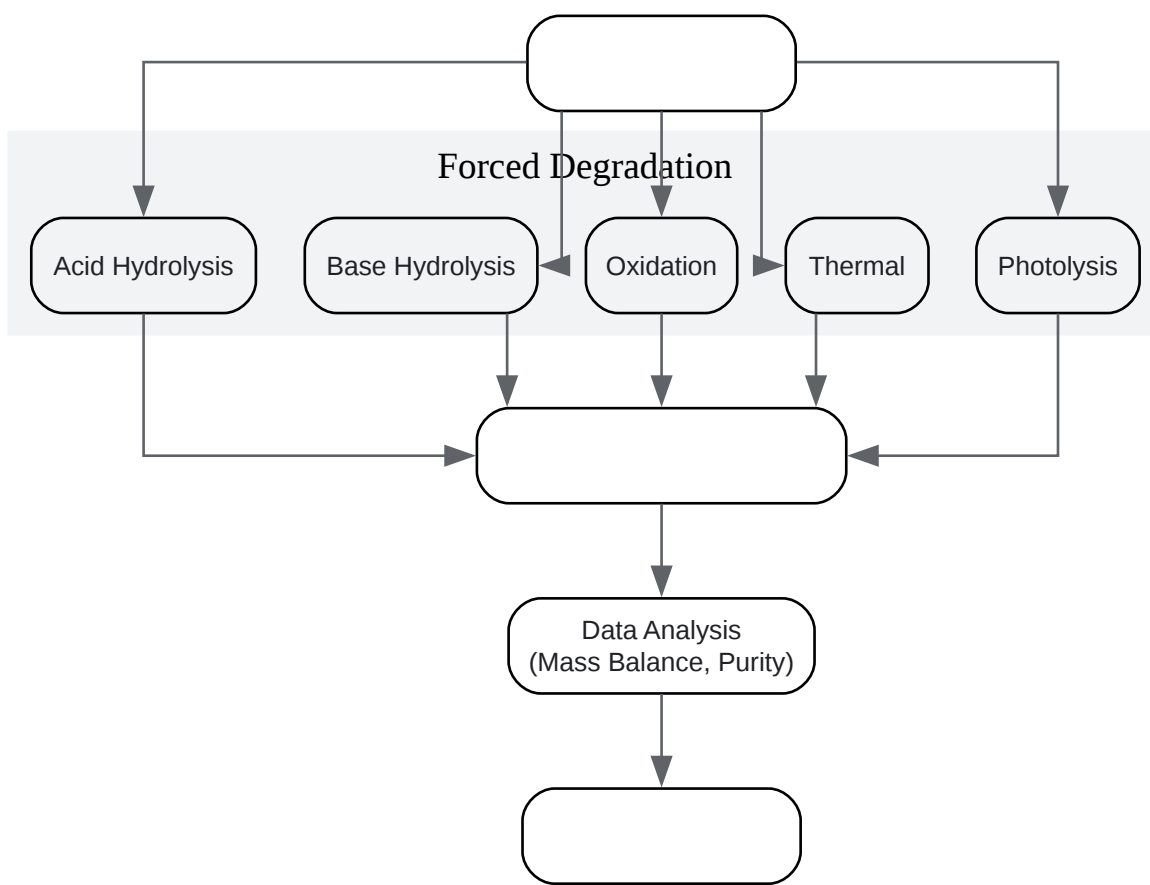 Forced Degradation
Acid Hydrolysis
Base Hydrolysis
Oxidation
Thermal
Photolysis
Data Analysis
(Mass Balance, Purity)